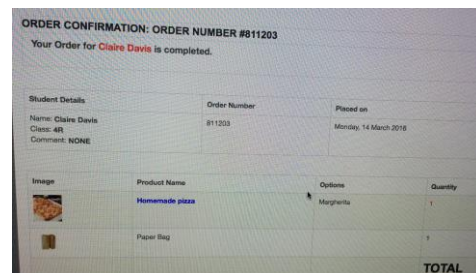 ORDER CONFIRMATION: ORDER NUMBER #811203
Your Order for Claire Davis is completed.
Student Details Order Number Placed on
Name: Claire Davis 811203 Monday, 14 March 2016
Class: 4R
Comment: NONE
Image Product Name Options Quantity
Homemade pizza Margherita 1
Paper Bag 1
TOTAL